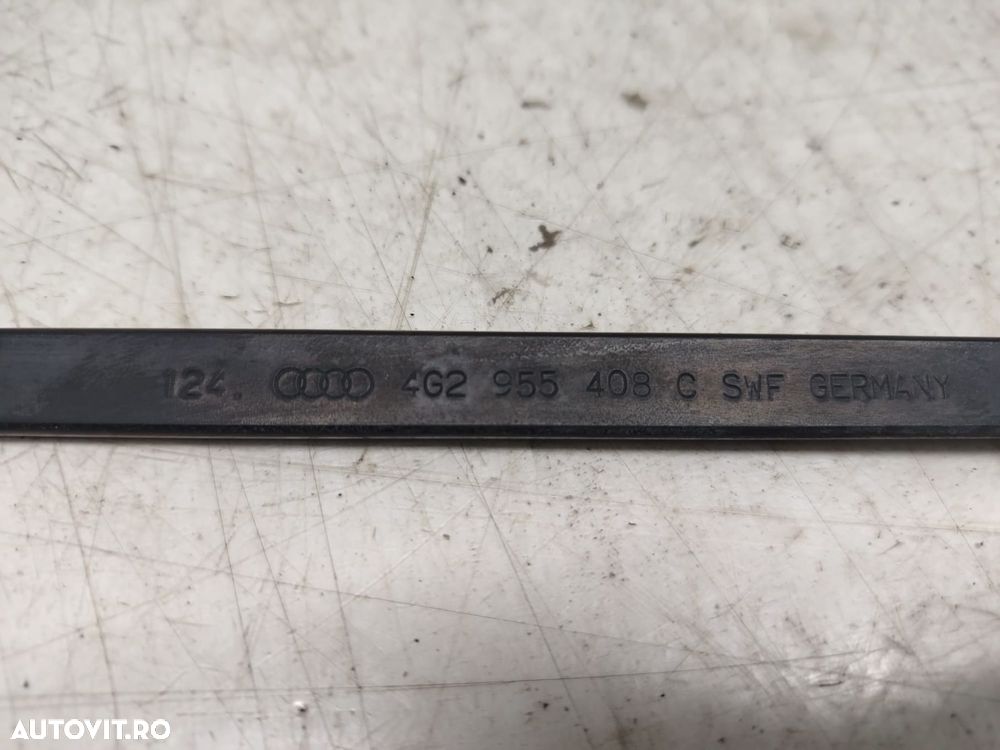 124. 4G2 955 408 C SWF GERMANY
AUTOVIT.RO